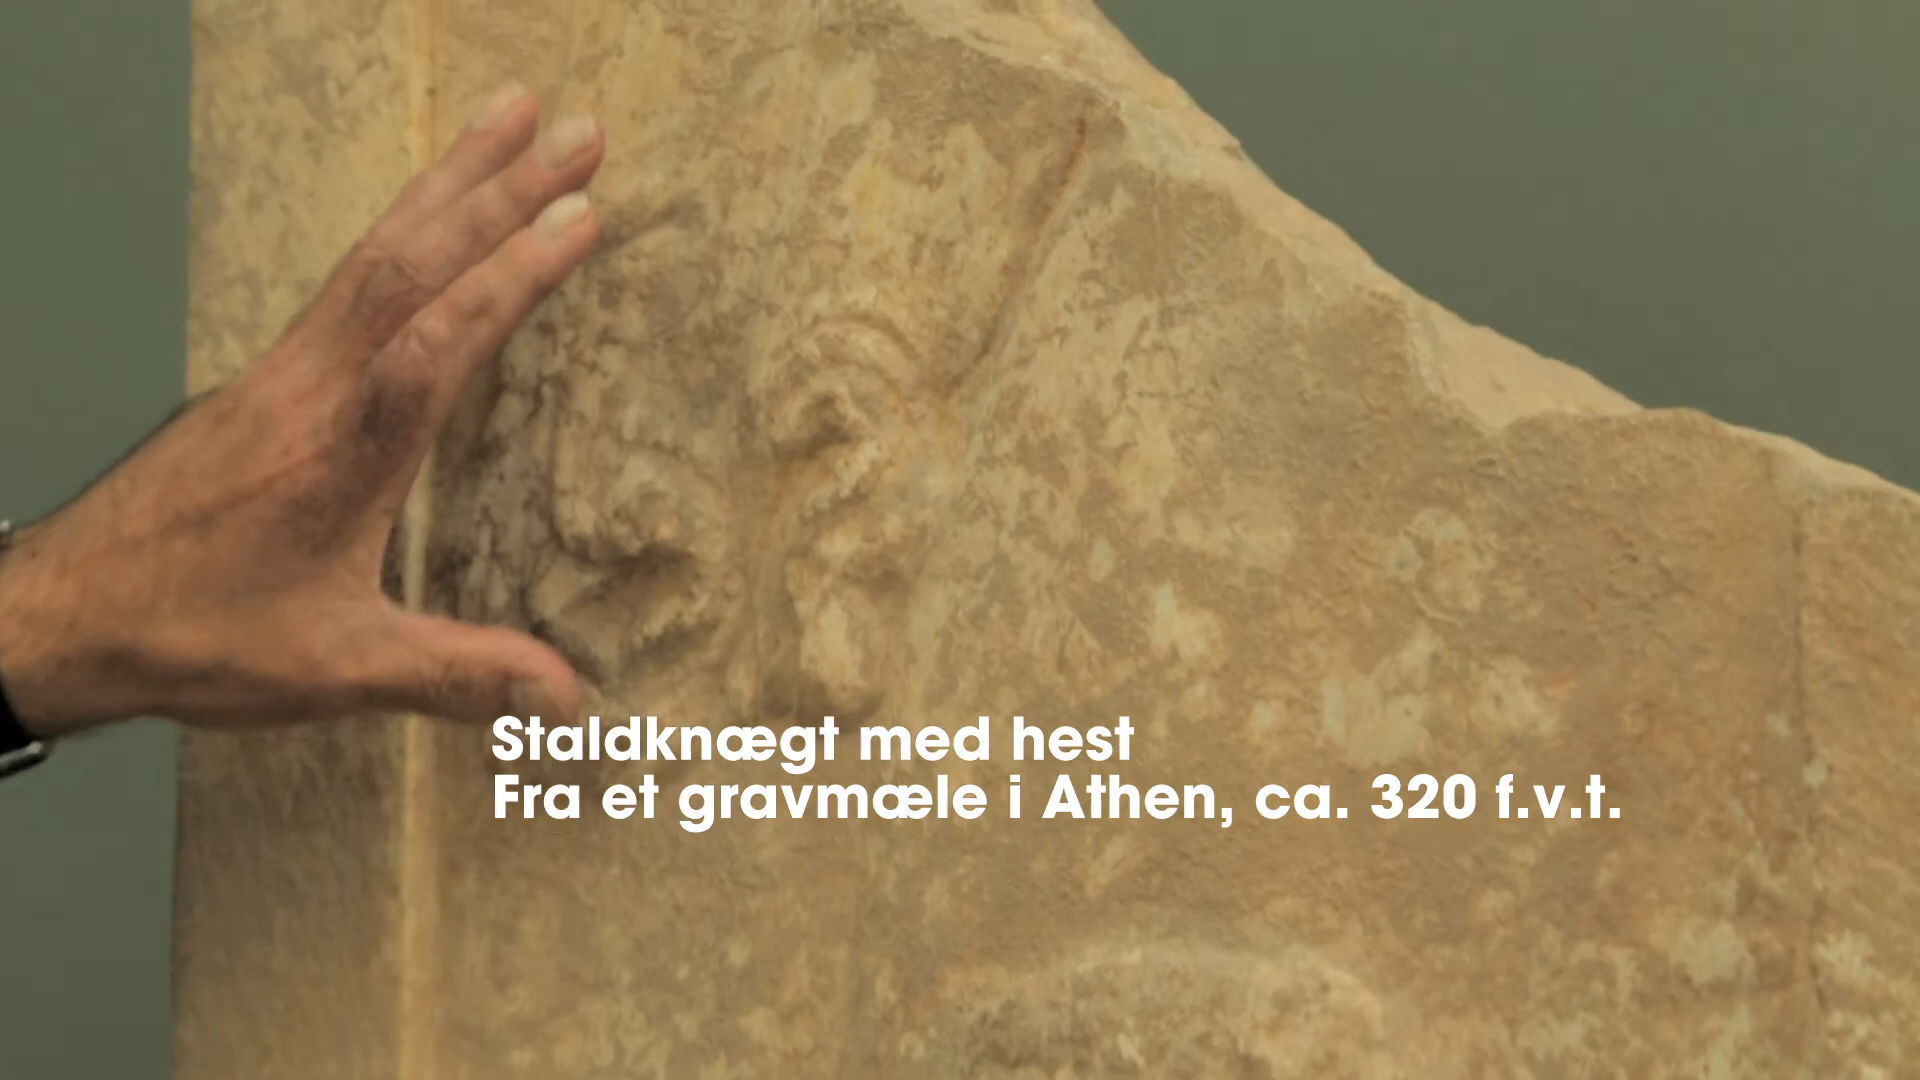 Staldknægt med hest
Fra et gravmæle i Athen, ca. 320 f.v.t.